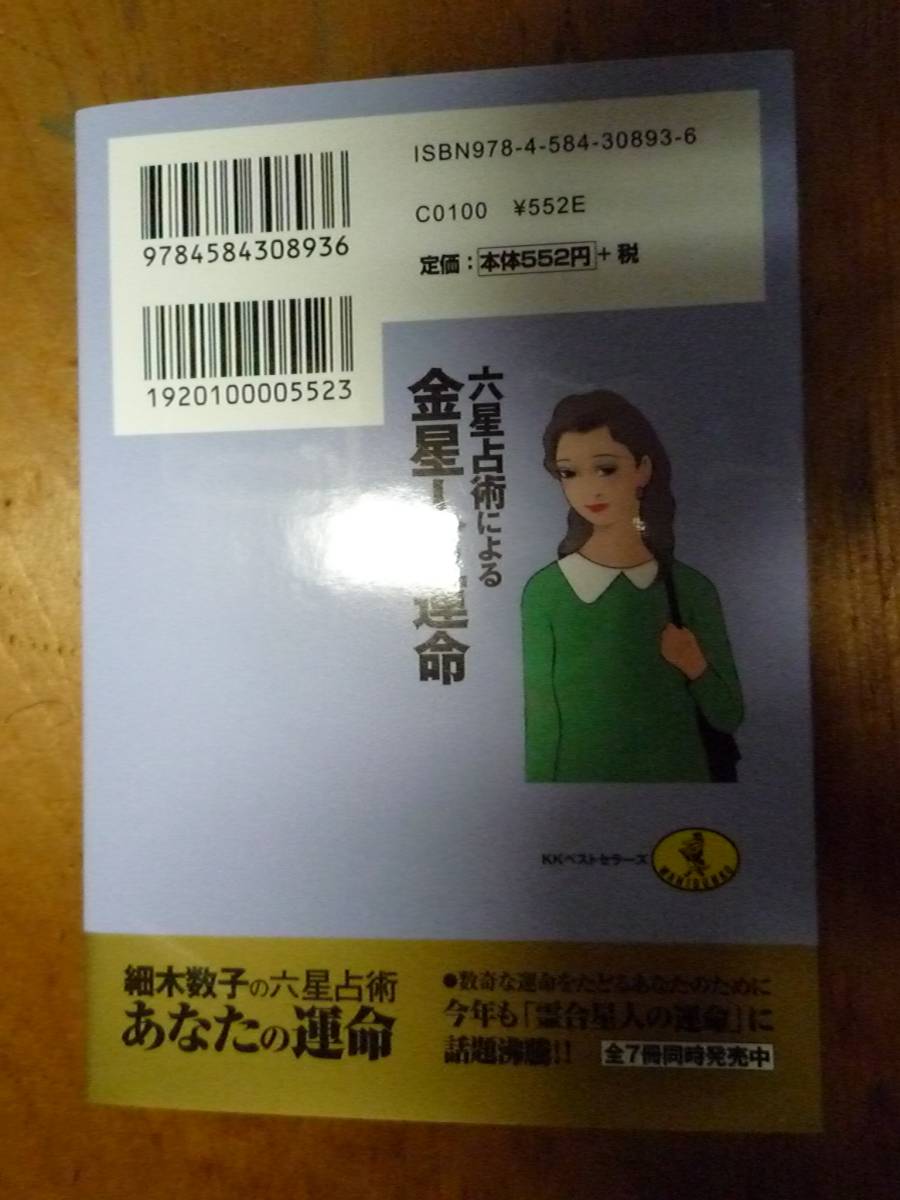 ISBN978-4-584-30893-6
C0100 ¥552E
定価：本体552円＋税
9784584308936
1920100005523
六星占術による
金星人の運命
KKベストセラーズ
WANIBUNKO
細木数子の六星占術
あなたの運命
●数奇な運命をたどるあなたのために
今年も「霊合星人の運命」に
話題沸騰!!
全7冊同時発売中